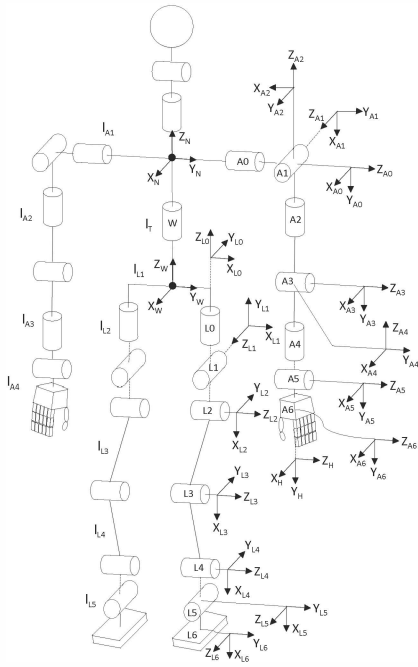 Z_A2
X_A2
Y_A2
Z_A1
Y_A1
X_A1
l_A1
Z_N
X_N
Y_N
A0
A1
Z_A0
X_A0
Y_A0
l_A2
A2
l_T
W
Z_L0
Y_L0
X_L0
l_L1
Z_W
X_W
Y_W
A3
Z_A3
X_A3
Y_A3
l_A3
l_L2
L0
Y_L1
X_L1
Z_L1
A4
Z_A4
X_A4
Y_A4
L1
l_A4
A5
Z_A5
X_A5
Y_A5
L2
Y_L2
Z_L2
X_L2
A6
Z_A6
X_A6
Y_A6
l_L3
Z_H
X_H
Y_H
L3
Y_L3
Z_L3
X_L3
l_L4
L4
Y_L4
Z_L4
X_L4
l_L5
L5
Y_L5
Z_L5
X_L5
L6
Y_L6
Z_L6
X_L6